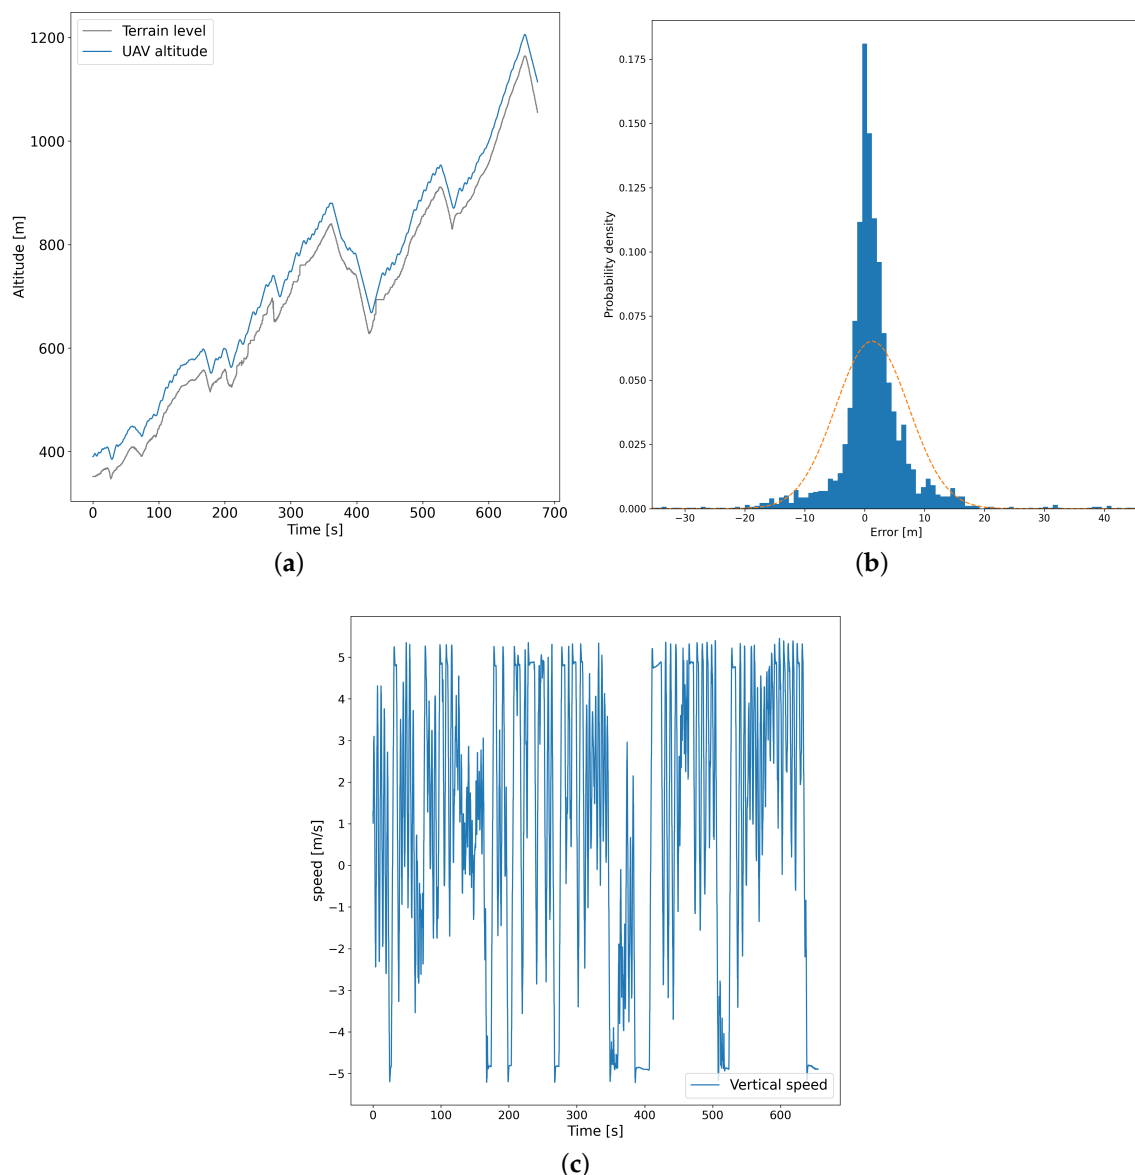 Terrain level
UAV altitude
1200
1000
800
600
400
Altitude [m]
0 100 200 300 400 500 600 700
Time [s]
(a)
0.175
0.150
0.125
0.100
0.075
0.050
0.025
0.000
Probability density
−30 −20 −10 0 10 20 30 40
Error [m]
(b)
5
4
3
2
1
0
−1
−2
−3
−4
−5
speed [m/s]
Vertical speed
0 100 200 300 400 500 600
Time [s]
(c)